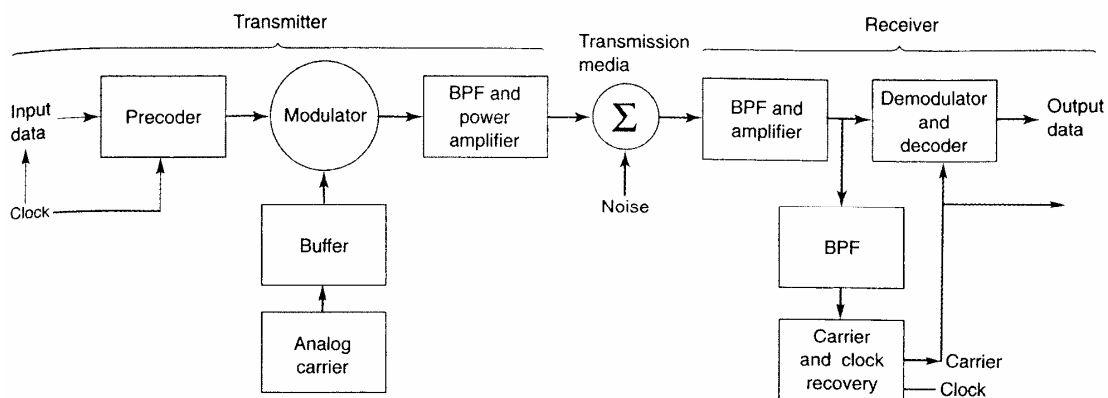 Transmitter
Receiver
Transmission
media
Input
data
Precoder
Modulator
BPF and
power
amplifier
Σ
BPF and
amplifier
Demodulator
and
decoder
Output
data
Clock
Noise
Buffer
BPF
Analog
carrier
Carrier
and clock
recovery
Carrier
Clock